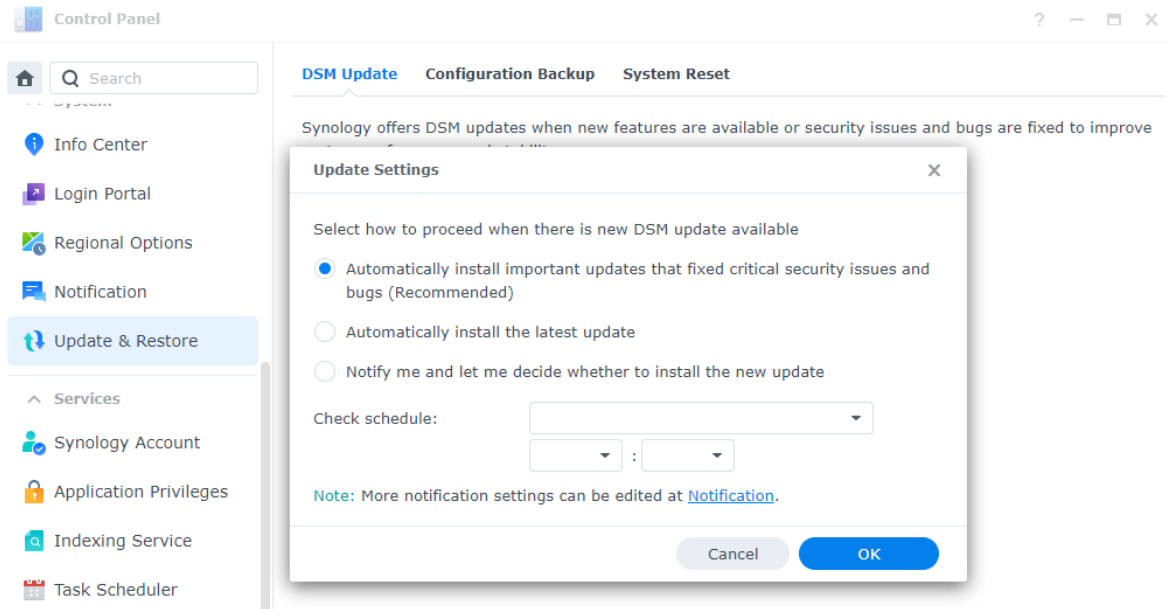 Control Panel
Search
System
Info Center
Login Portal
Regional Options
Notification
Update & Restore
Services
Synology Account
Application Privileges
Indexing Service
Task Scheduler
DSM Update Configuration Backup System Reset
Synology offers DSM updates when new features are available or security issues and bugs are fixed to improve
Update Settings
Select how to proceed when there is new DSM update available
Automatically install important updates that fixed critical security issues and
bugs (Recommended)
Automatically install the latest update
Notify me and let me decide whether to install the new update
Check schedule:
:
Note: More notification settings can be edited at Notification.
Cancel OK